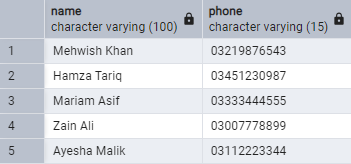 name phone
character varying (100) character varying (15)
1 Mehwish Khan 03219876543
2 Hamza Tariq 03451230987
3 Mariam Asif 03333444555
4 Zain Ali 03007778899
5 Ayesha Malik 03112223344